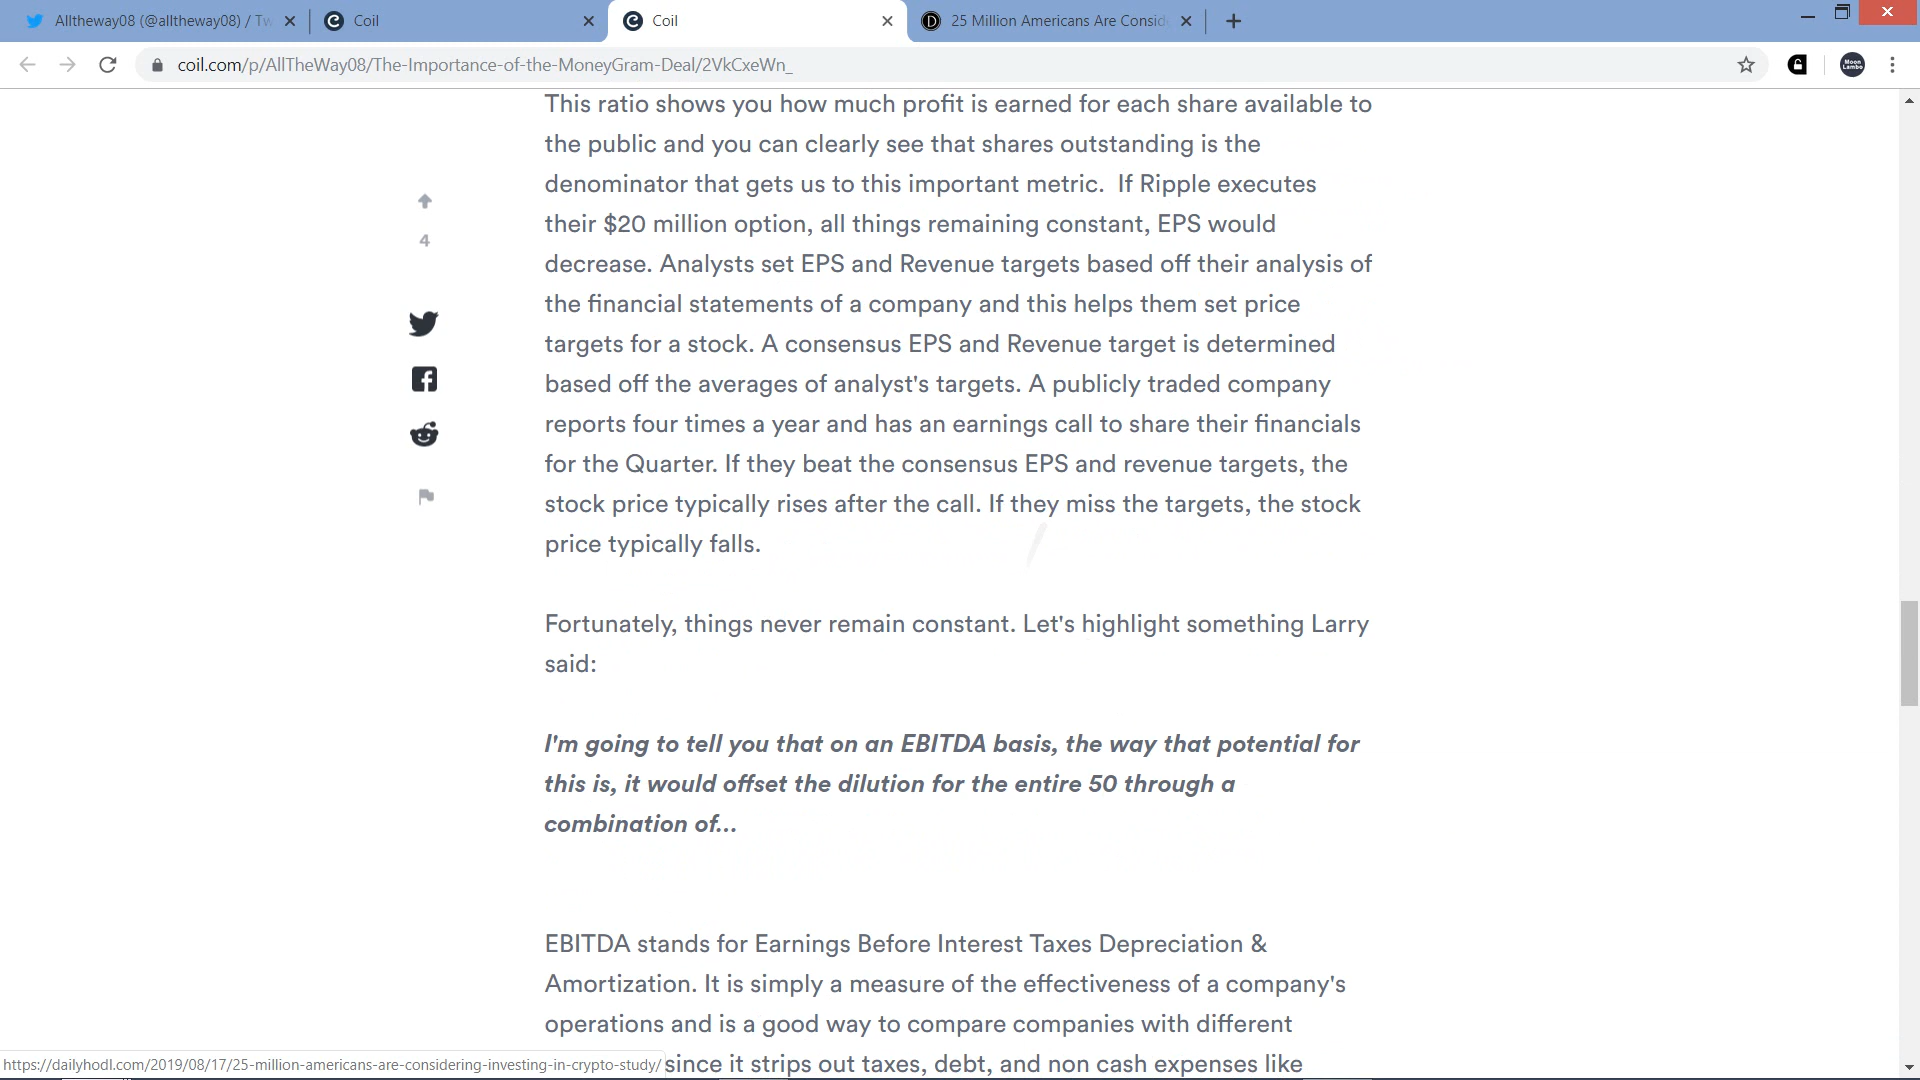 Alltheway08 (@alltheway08) / Tw
Coil
Coil
25 Million Americans Are Consid
coil.com/p/AllTheWay08/The-Importance-of-the-MoneyGram-Deal/2VkCxeWn_
Moon
Lambo
This ratio shows you how much profit is earned for each share available to
the public and you can clearly see that shares outstanding is the
denominator that gets us to this important metric.  If Ripple executes
their $20 million option, all things remaining constant, EPS would
decrease. Analysts set EPS and Revenue targets based off their analysis of
the financial statements of a company and this helps them set price
targets for a stock. A consensus EPS and Revenue target is determined
based off the averages of analyst's targets. A publicly traded company
reports four times a year and has an earnings call to share their financials
for the Quarter. If they beat the consensus EPS and revenue targets, the
stock price typically rises after the call. If they miss the targets, the stock
price typically falls.
4
Fortunately, things never remain constant. Let's highlight something Larry
said:
I'm going to tell you that on an EBITDA basis, the way that potential for
this is, it would offset the dilution for the entire 50 through a
combination of...
EBITDA stands for Earnings Before Interest Taxes Depreciation &
Amortization. It is simply a measure of the effectiveness of a company's
operations and is a good way to compare companies with different
since it strips out taxes, debt, and non cash expenses like
https://dailyhodl.com/2019/08/17/25-million-americans-are-considering-investing-in-crypto-study/